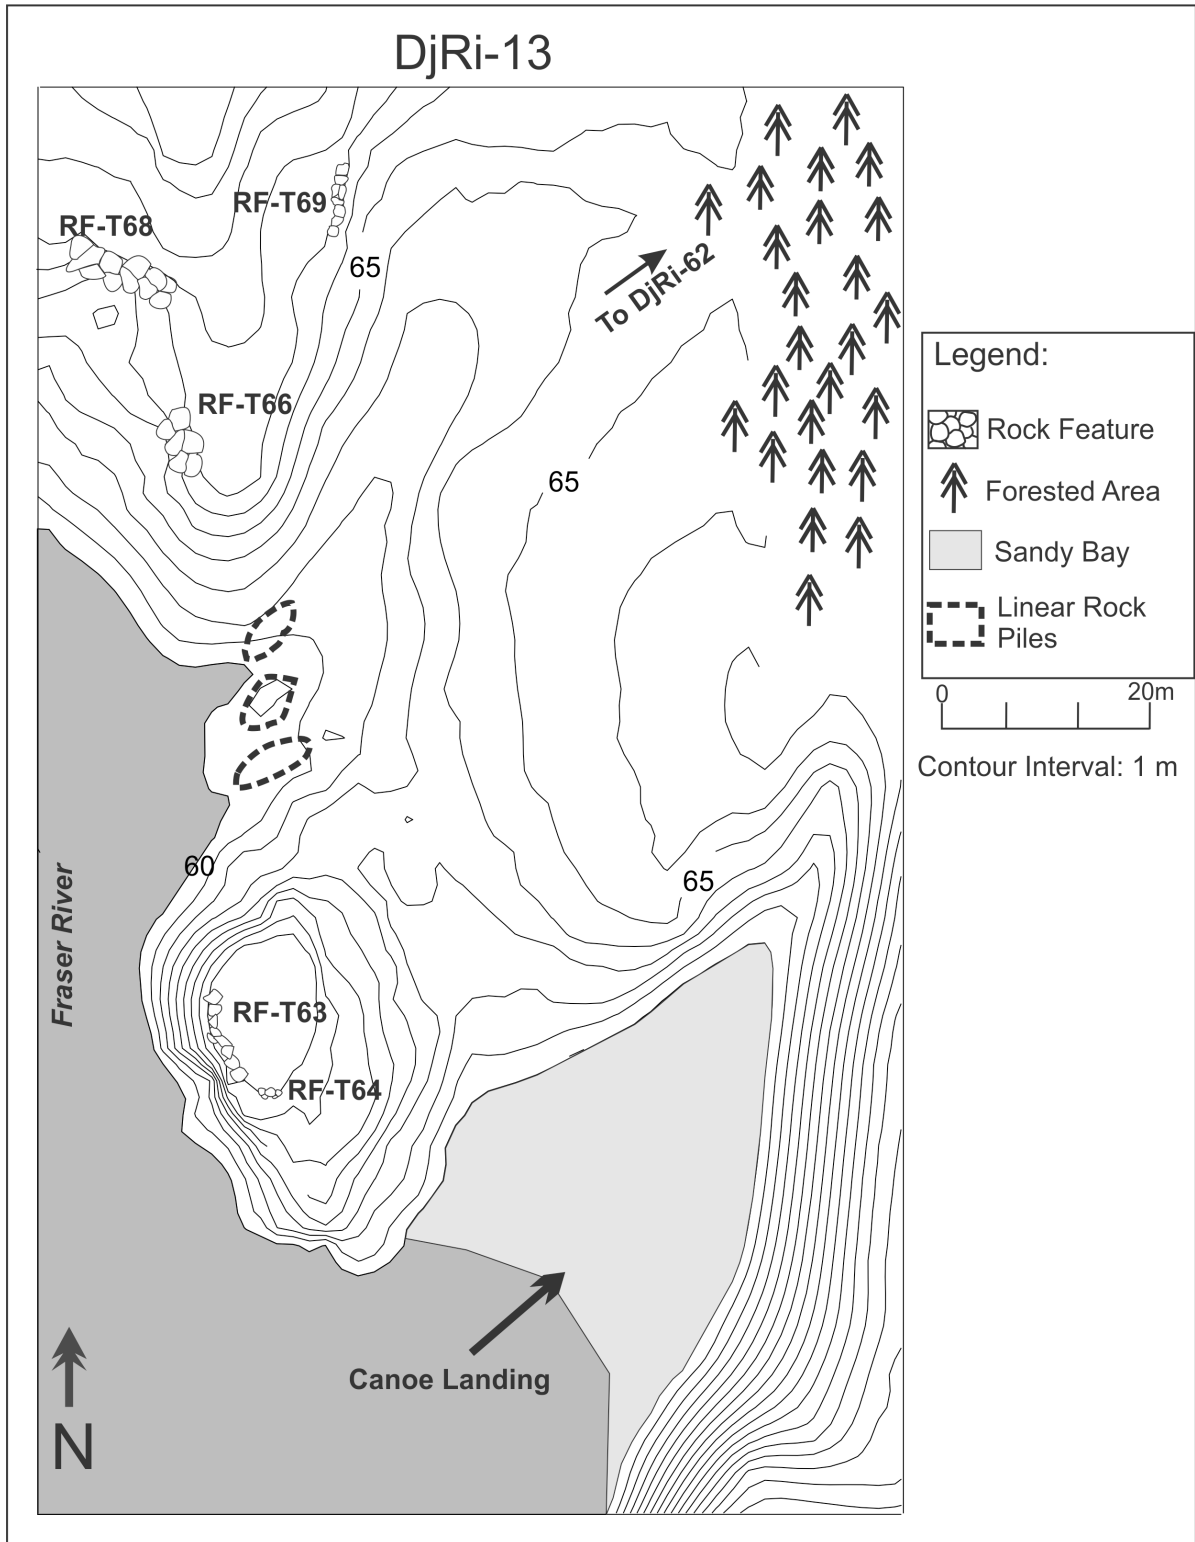 DjRi-13
RF-T69
RF-T68
65
To DjRi-62
RF-T66
65
65
60
Fraser River
RF-T63
RF-T64
Canoe Landing
N
Legend:
Rock Feature
Forested Area
Sandy Bay
Linear Rock
Piles
0 20m
Contour Interval: 1 m